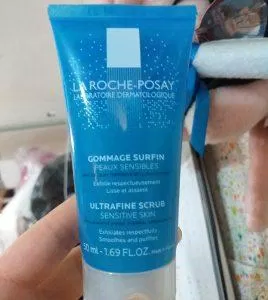 LA ROCHE-POSAY
LABORATOIRE DERMATOLOGIQUE
GOMMAGE SURFIN
PEAUX SENSIBLES
Exfolie respectueusement
Lisse et assainit
ULTRAFINE SCRUB
SENSITIVE SKIN
Exfoliates respectfully
Smoothes and purifies
50 ml - 1.69 FL.OZ.